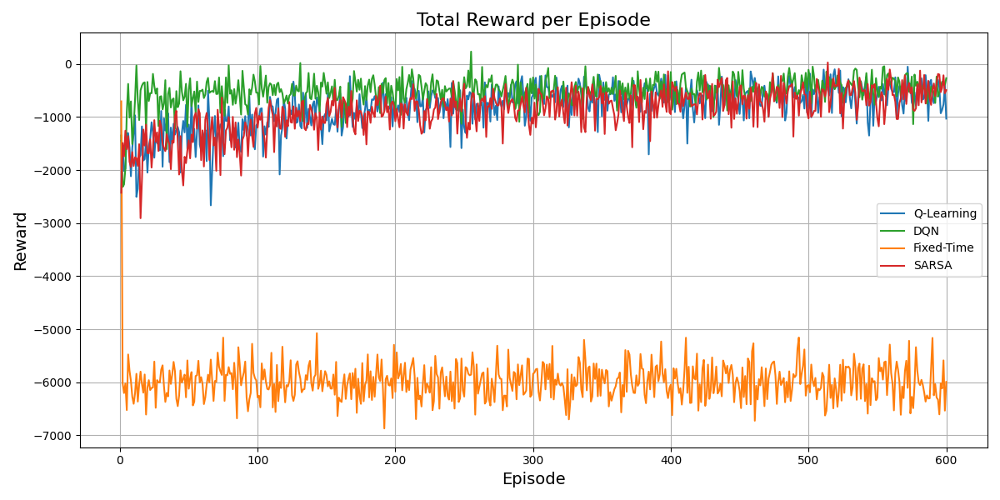 Total Reward per Episode
Reward
0
−1000
−2000
−3000
−4000
−5000
−6000
−7000
Q-Learning
DQN
Fixed-Time
SARSA
0
100
200
300
400
500
600
Episode